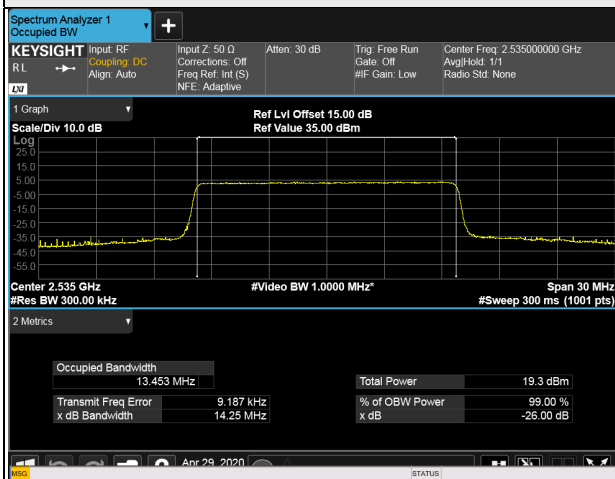 Spectrum Analyzer 1
Occupied BW
+
KEYSIGHT
R L
LXI
Input: RF
Coupling: DC
Align: Auto
Input Z: 50 Ω
Corrections: Off
Freq Ref: Int (S)
NFE: Adaptive
Atten: 30 dB
Trig: Free Run
Gate: Off
#IF Gain: Low
Center Freq: 2.535000000 GHz
Avg|Hold: 1/1
Radio Std: None
1 Graph
Scale/Div 10.0 dB
Ref Lvl Offset 15.00 dB
Ref Value 35.00 dBm
Log
25.0
15.0
5.00
-5.00
-15.0
-25.0
-35.0
-45.0
-55.0
Center 2.535 GHz
#Res BW 300.00 kHz
#Video BW 1.0000 MHz*
Span 30 MHz
#Sweep 300 ms (1001 pts)
2 Metrics
Occupied Bandwidth
13.453 MHz
Transmit Freq Error 9.187 kHz
x dB Bandwidth 14.25 MHz
Total Power 19.3 dBm
% of OBW Power 99.00 %
x dB -26.00 dB
Apr 29, 2020
MSG
STATUS